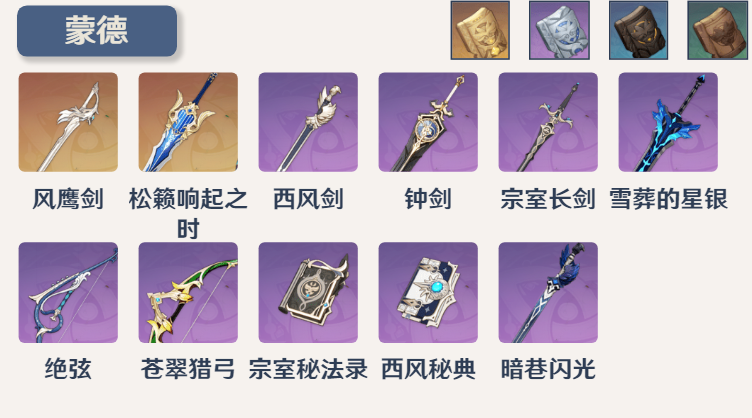 蒙德
风鹰剑
松籁响起之时
西风剑
钟剑
宗室长剑
雪葬的星银
绝弦
苍翠猎弓
宗室秘法录
西风秘典
暗巷闪光